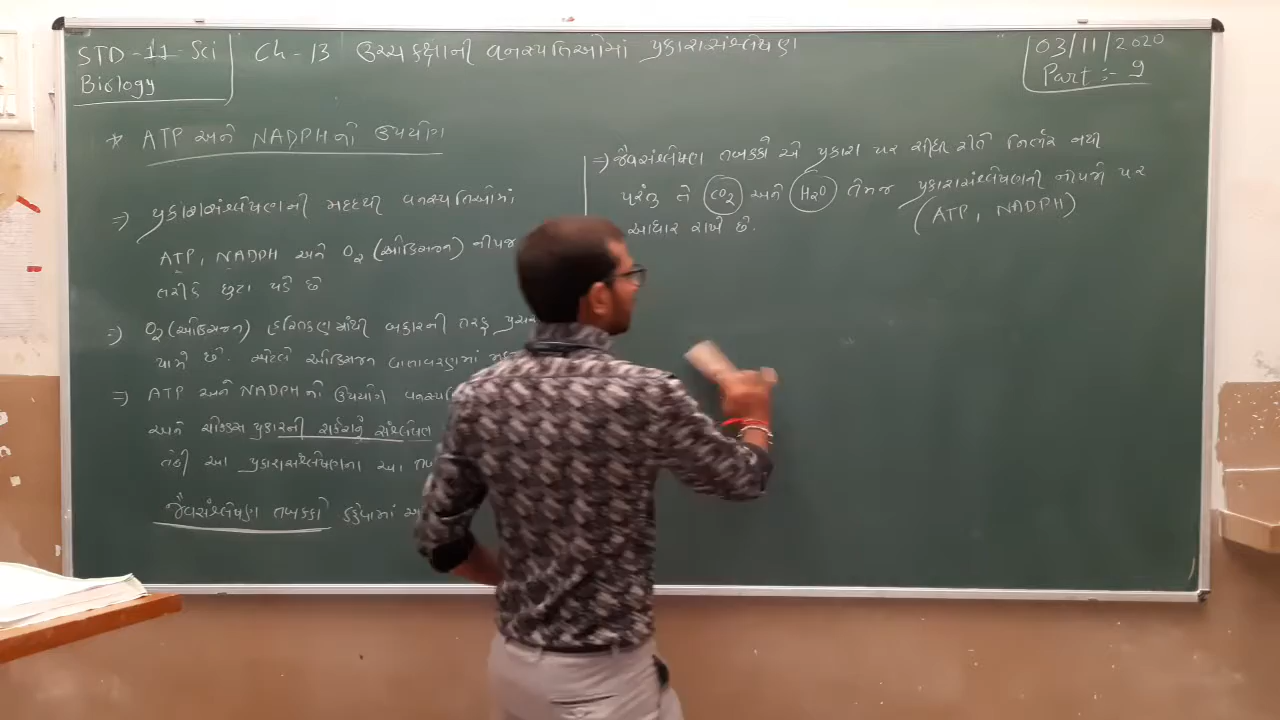 STD - 11 - Sci
Biology
Ch - 13 ઉચ્ચ કક્ષાની વનસ્પતિઓમાં પ્રકાશસંશ્લેષણ
03/11/2020
Part :- 9
* ATP અને NADPH નો ઉપયોગ
⇒ પ્રકાશસંશ્લેષણની મદદથી વનસ્પતિઓમાં
ATP, NADPH અને O₂ (ઓક્સિજન) નીપજ
તરીકે છુટા પડે છે
⇒ O₂ (ઓક્સિજન) હરિતકણમાંથી બહારની તરફ
પામે છે. એટલે ઓક્સિજન વાતાવરણમાં
⇒ ATP અને NADPH નો ઉપયોગ
અને ચોક્કસ પ્રકારની શર્કરાનું સંશ્લેષણ
તેથી આ પ્રકાશસંશ્લેષણના આ
જૈવસંશ્લેષણ તબક્કો કહેવામાં
⇒ જૈવસંશ્લેષણ તબક્કો એ પ્રકાશ પર સીધી રીતે નિર્ભર નથી
પરંતુ તે CO₂ અને H₂O તેમજ પ્રકાશસંશ્લેષણની નીપજો પર
(ATP, NADPH)
આધાર રાખે છે.